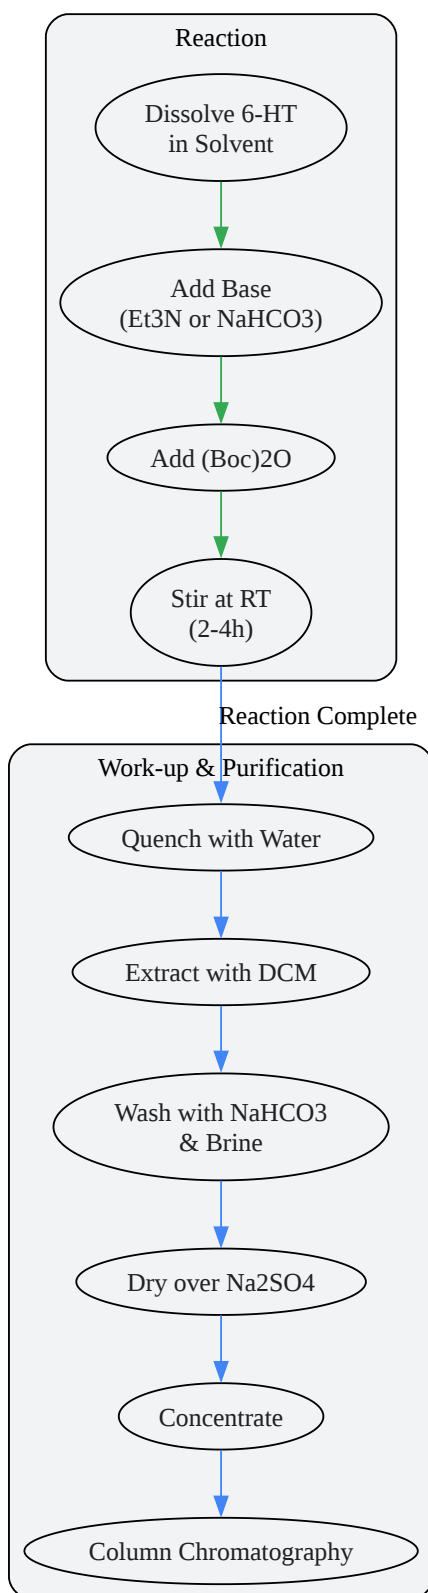 Reaction
Dissolve 6-HT
in Solvent
Add Base
(Et3N or NaHCO3)
Add (Boc)2O
Stir at RT
(2-4h)
Reaction Complete
Work-up & Purification
Quench with Water
Extract with DCM
Wash with NaHCO3
& Brine
Dry over Na2SO4
Concentrate
Column Chromatography